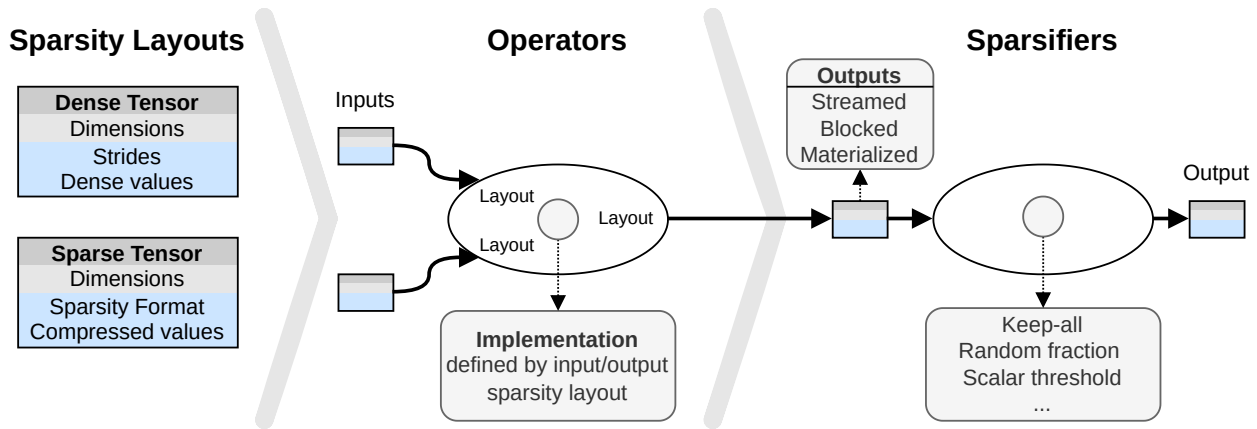 Sparsity Layouts
Dense Tensor
Dimensions
Strides
Dense values
Sparse Tensor
Dimensions
Sparsity Format
Compressed values
Operators
Inputs
Layout
Layout
Layout
Implementation
defined by input/output
sparsity layout
Sparsifiers
Outputs
Streamed
Blocked
Materialized
Output
Keep-all
Random fraction
Scalar threshold
...